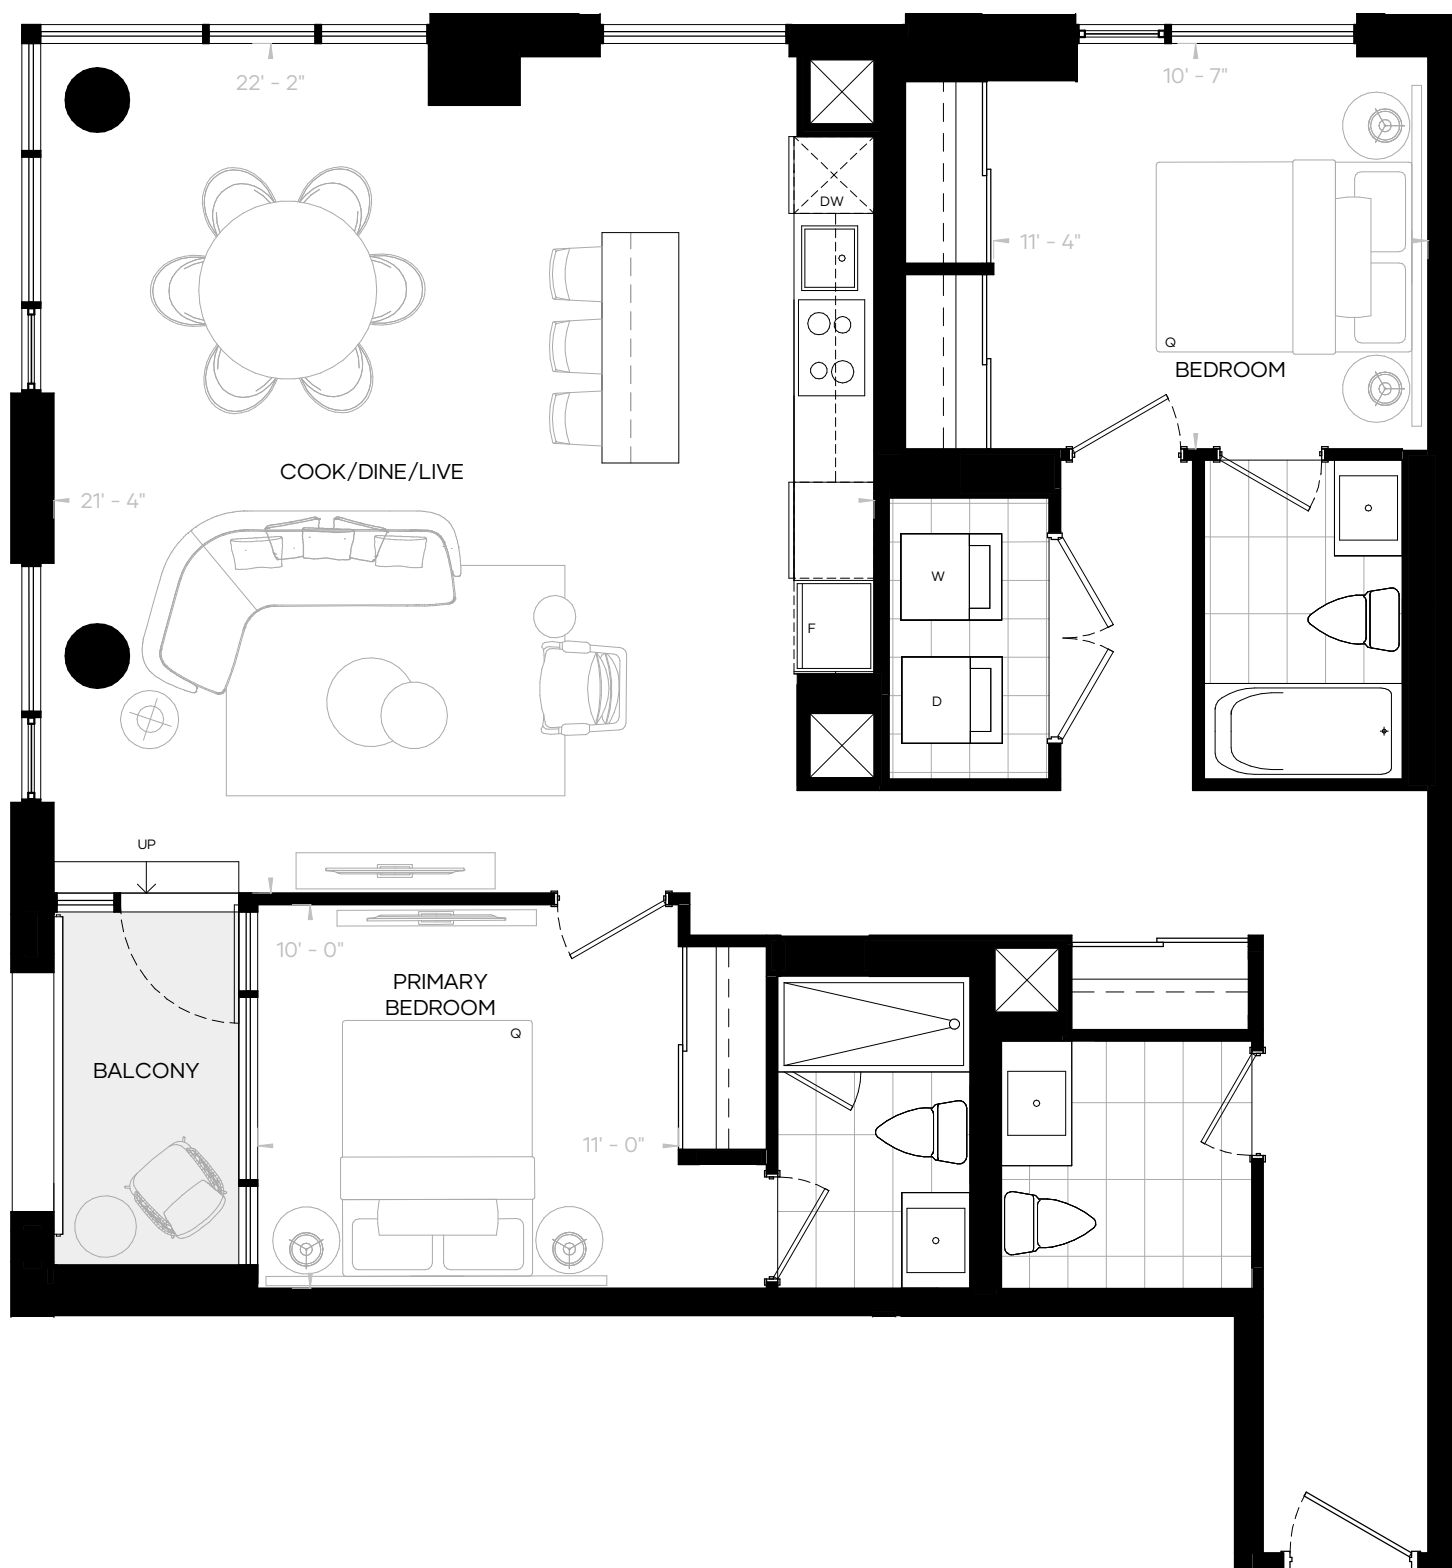 22' - 2"
10' - 7"
DW
11' - 4"
Q
BEDROOM
COOK/DINE/LIVE
21' - 4"
W
F
D
UP
10' - 0"
PRIMARY
BEDROOM
Q
BALCONY
11' - 0"